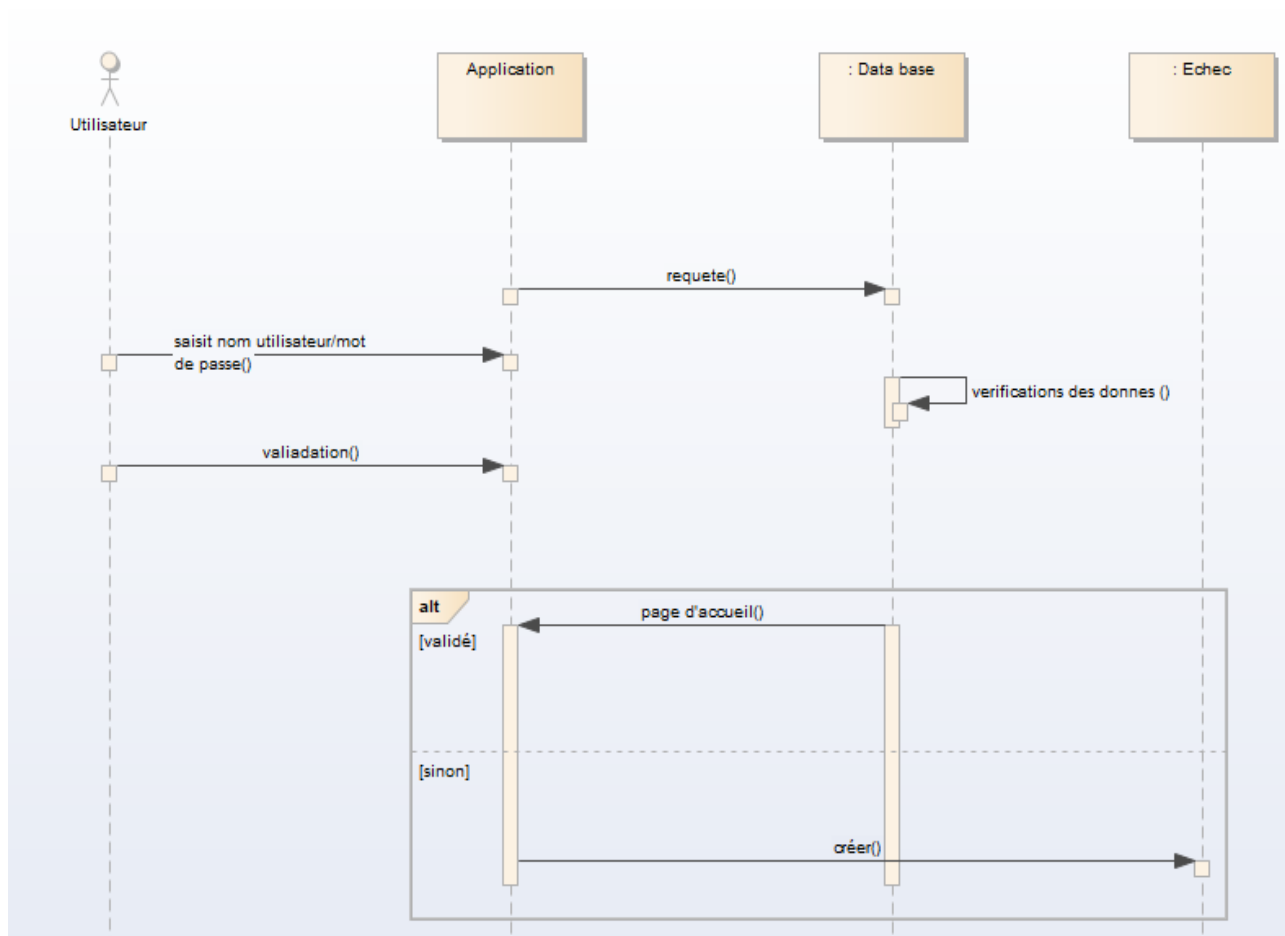 Utilisateur
Application
: Data base
: Echec
requete()
saisit nom utilisateur/mot
de passe()
verifications des donnes ()
valiadation()
alt
page d'accueil()
[validé]
[sinon]
créer()